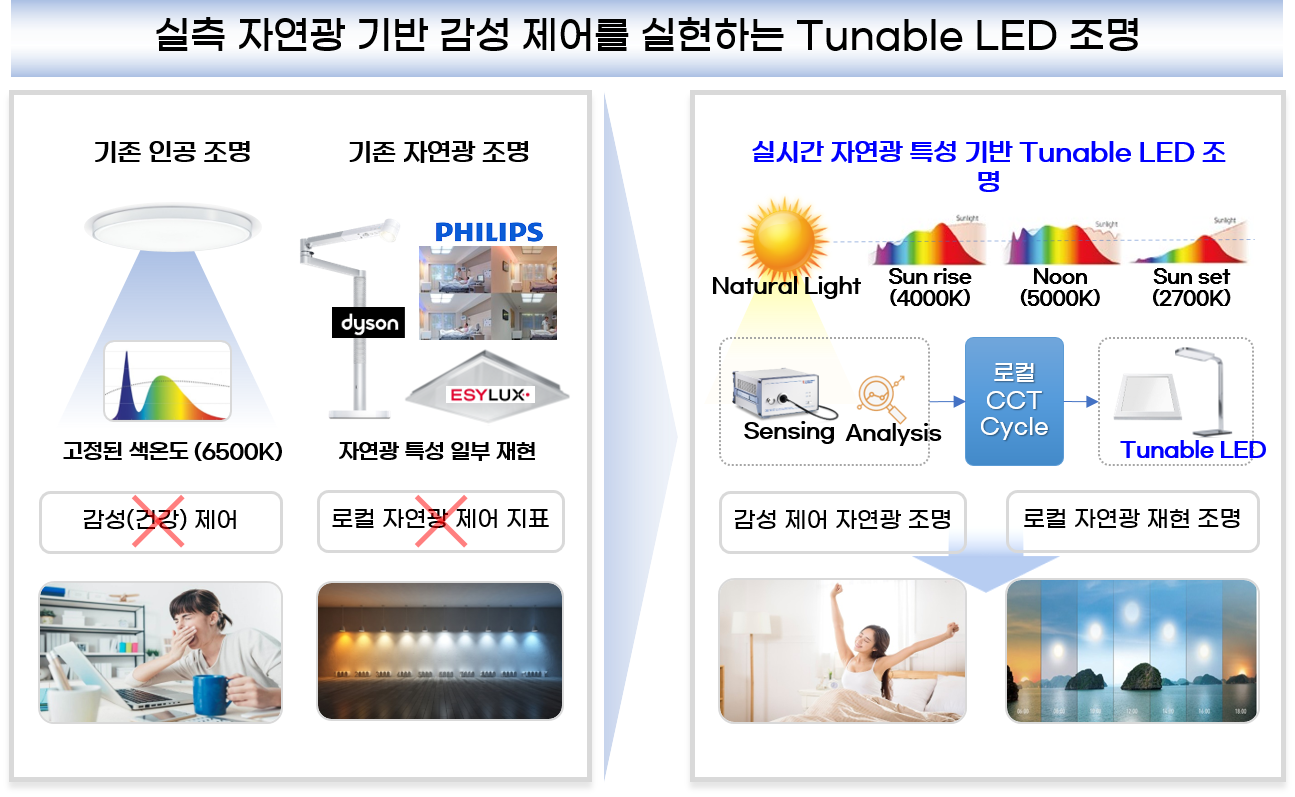 실측 자연광 기반 감성 제어를 실현하는 Tunable LED 조명
기존 인공 조명
고정된 색온도 (6500K)
감성(건강) 제어
기존 자연광 조명
PHILIPS
dyson
ESYLUX
자연광 특성 일부 재현
로컬 자연광 제어 지표
실시간 자연광 특성 기반 Tunable LED 조
명
Natural Light
Sunlight
Sun rise
(4000K)
Sunlight
Noon
(5000K)
Sunlight
Sun set
(2700K)
Sensing
Analysis
로컬
CCT
Cycle
Tunable LED
감성 제어 자연광 조명
로컬 자연광 재현 조명